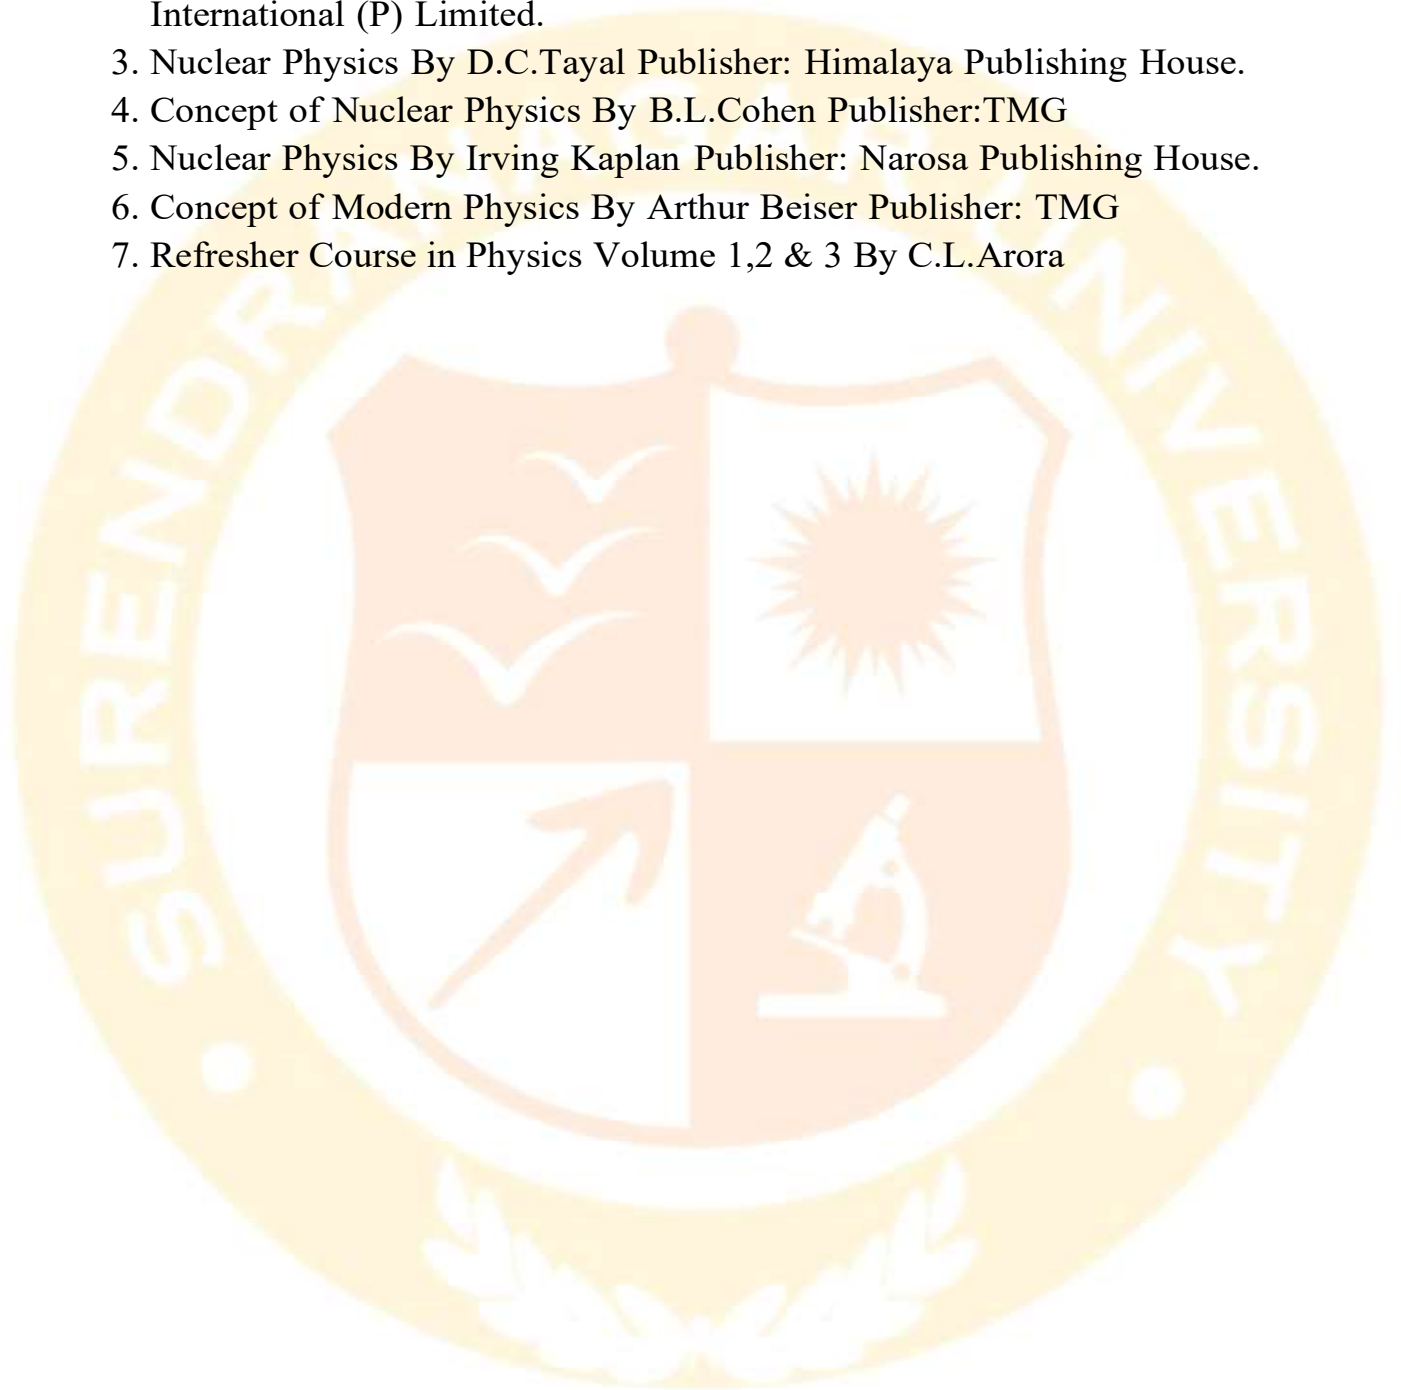 International (P) Limited.
3. Nuclear Physics By D.C.Tayal Publisher: Himalaya Publishing House.
4. Concept of Nuclear Physics By B.L.Cohen Publisher:TMG
5. Nuclear Physics By Irving Kaplan Publisher: Narosa Publishing House.
6. Concept of Modern Physics By Arthur Beiser Publisher: TMG
7. Refresher Course in Physics Volume 1,2 & 3 By C.L.Arora
SURENDRANAGAR UNIVERSITY